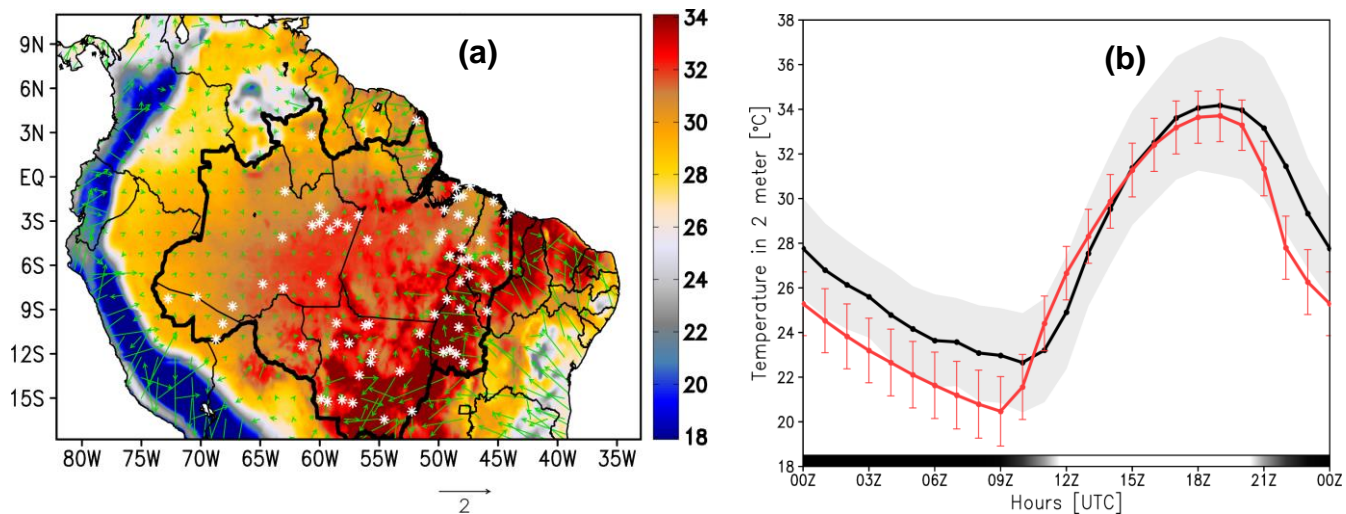 (a)
9N
6N
3N
EQ
3S
6S
9S
12S
15S
80W 75W 70W 65W 60W 55W 50W 45W 40W 35W
2
34
32
30
28
26
24
22
20
18
(b)
Temperature in 2 meter [°C]
38
36
34
32
30
28
26
24
22
20
18
00Z 03Z 06Z 09Z 12Z 15Z 18Z 21Z 00Z
Hours [UTC]